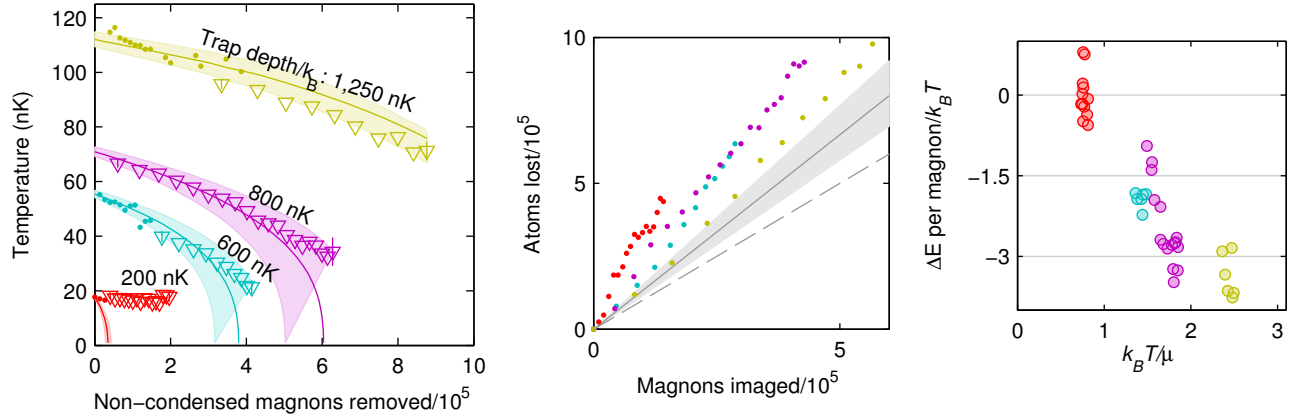 120
100
80
60
40
20
0
Temperature (nK)
Trap depth/k_B: 1,250 nK
800 nK
600 nK
200 nK
0 2 4 6 8 10
Non−condensed magnons removed/10^5
10
5
0
Atoms lost/10^5
0 5
Magnons imaged/10^5
0
−1.5
−3
ΔE per magnon/k_BT
0 1 2 3
k_BT/μ